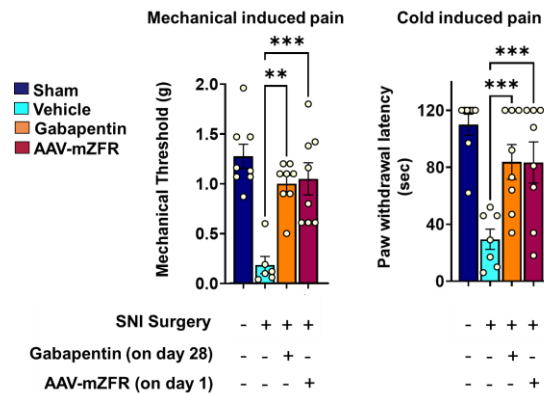 Mechanical induced pain
Cold induced pain
Sham
Vehicle
Gabapentin
AAV-mZFR
Mechanical Threshold (g)
2.0
1.5
1.0
0.5
0.0
**
***
Paw withdrawal latency
(sec)
120
80
40
0
***
***
SNI Surgery - + + + - + + +
Gabapentin (on day 28) - - + - - - + -
AAV-mZFR (on day 1) - - - + - - - +